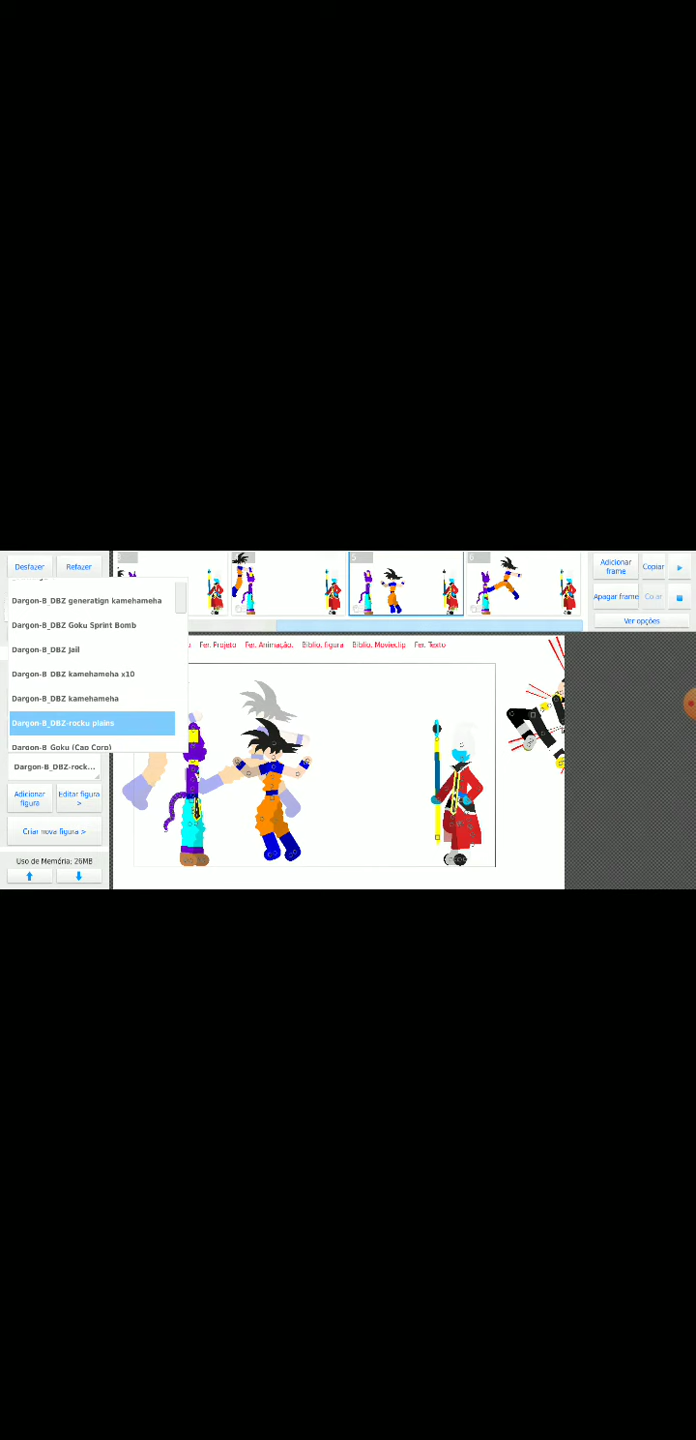 Desfazer
Refazer
Adicionar frame
Copiar
Apagar frame
Colar
Ver opções
5
6
Fer. Projeto
Fer. Animação.
Biblio. figura
Biblio. Movieclip
Fer. Texto
Dargon-B_DBZ generatign kamehameha
Dargon-B_DBZ Goku Sprint Bomb
Dargon-B_DBZ Jail
Dargon-B_DBZ kamehameha x10
Dargon-B_DBZ kamehameha
Dargon-B_DBZ-rocku plains
Dargon-B_Goku (Cap Corp)
Dargon-B_DBZ-rock...
Adicionar figura
Editar figura >
Criar nova figura >
Uso de Memória: 26MB